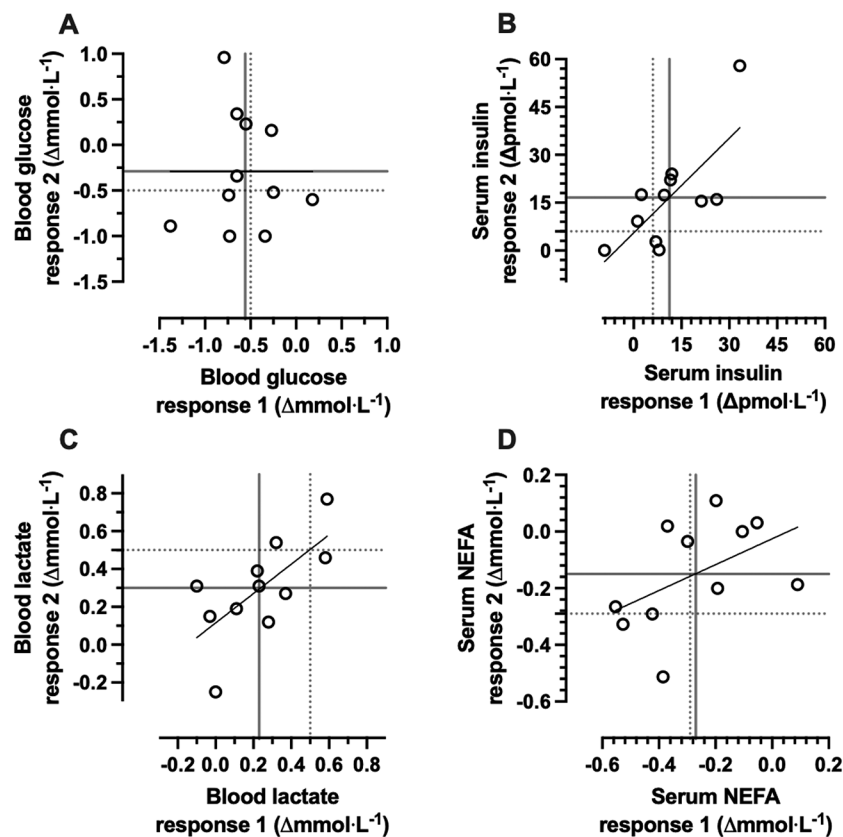 A
Blood glucose
response 2 (Δmmol·L-1)
1.0
0.5
0.0
-0.5
-1.0
-1.5
-1.5 -1.0 -0.5 0.0 0.5 1.0
Blood glucose
response 1 (Δmmol·L-1)
B
Serum insulin
response 2 (Δpmol·L-1)
60
45
30
15
0
0 15 30 45 60
Serum insulin
response 1 (Δpmol·L-1)
C
Blood lactate
response 2 (Δmmol·L-1)
0.8
0.6
0.4
0.2
0.0
-0.2
-0.2 0.0 0.2 0.4 0.6 0.8
Blood lactate
response 1 (Δmmol·L-1)
D
Serum NEFA
response 2 (Δmmol·L-1)
0.2
0.0
-0.2
-0.4
-0.6
-0.6 -0.4 -0.2 0.0 0.2
Serum NEFA
response 1 (Δmmol·L-1)